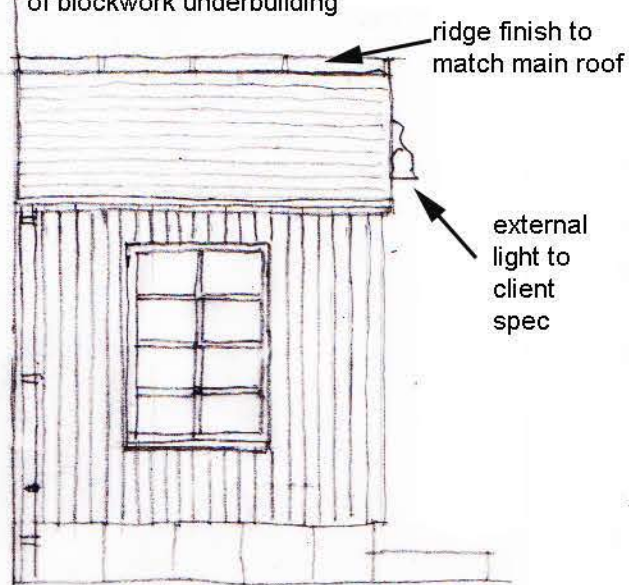 of blockwork underbuilding
ridge finish to
match main roof
external
light to
client
spec